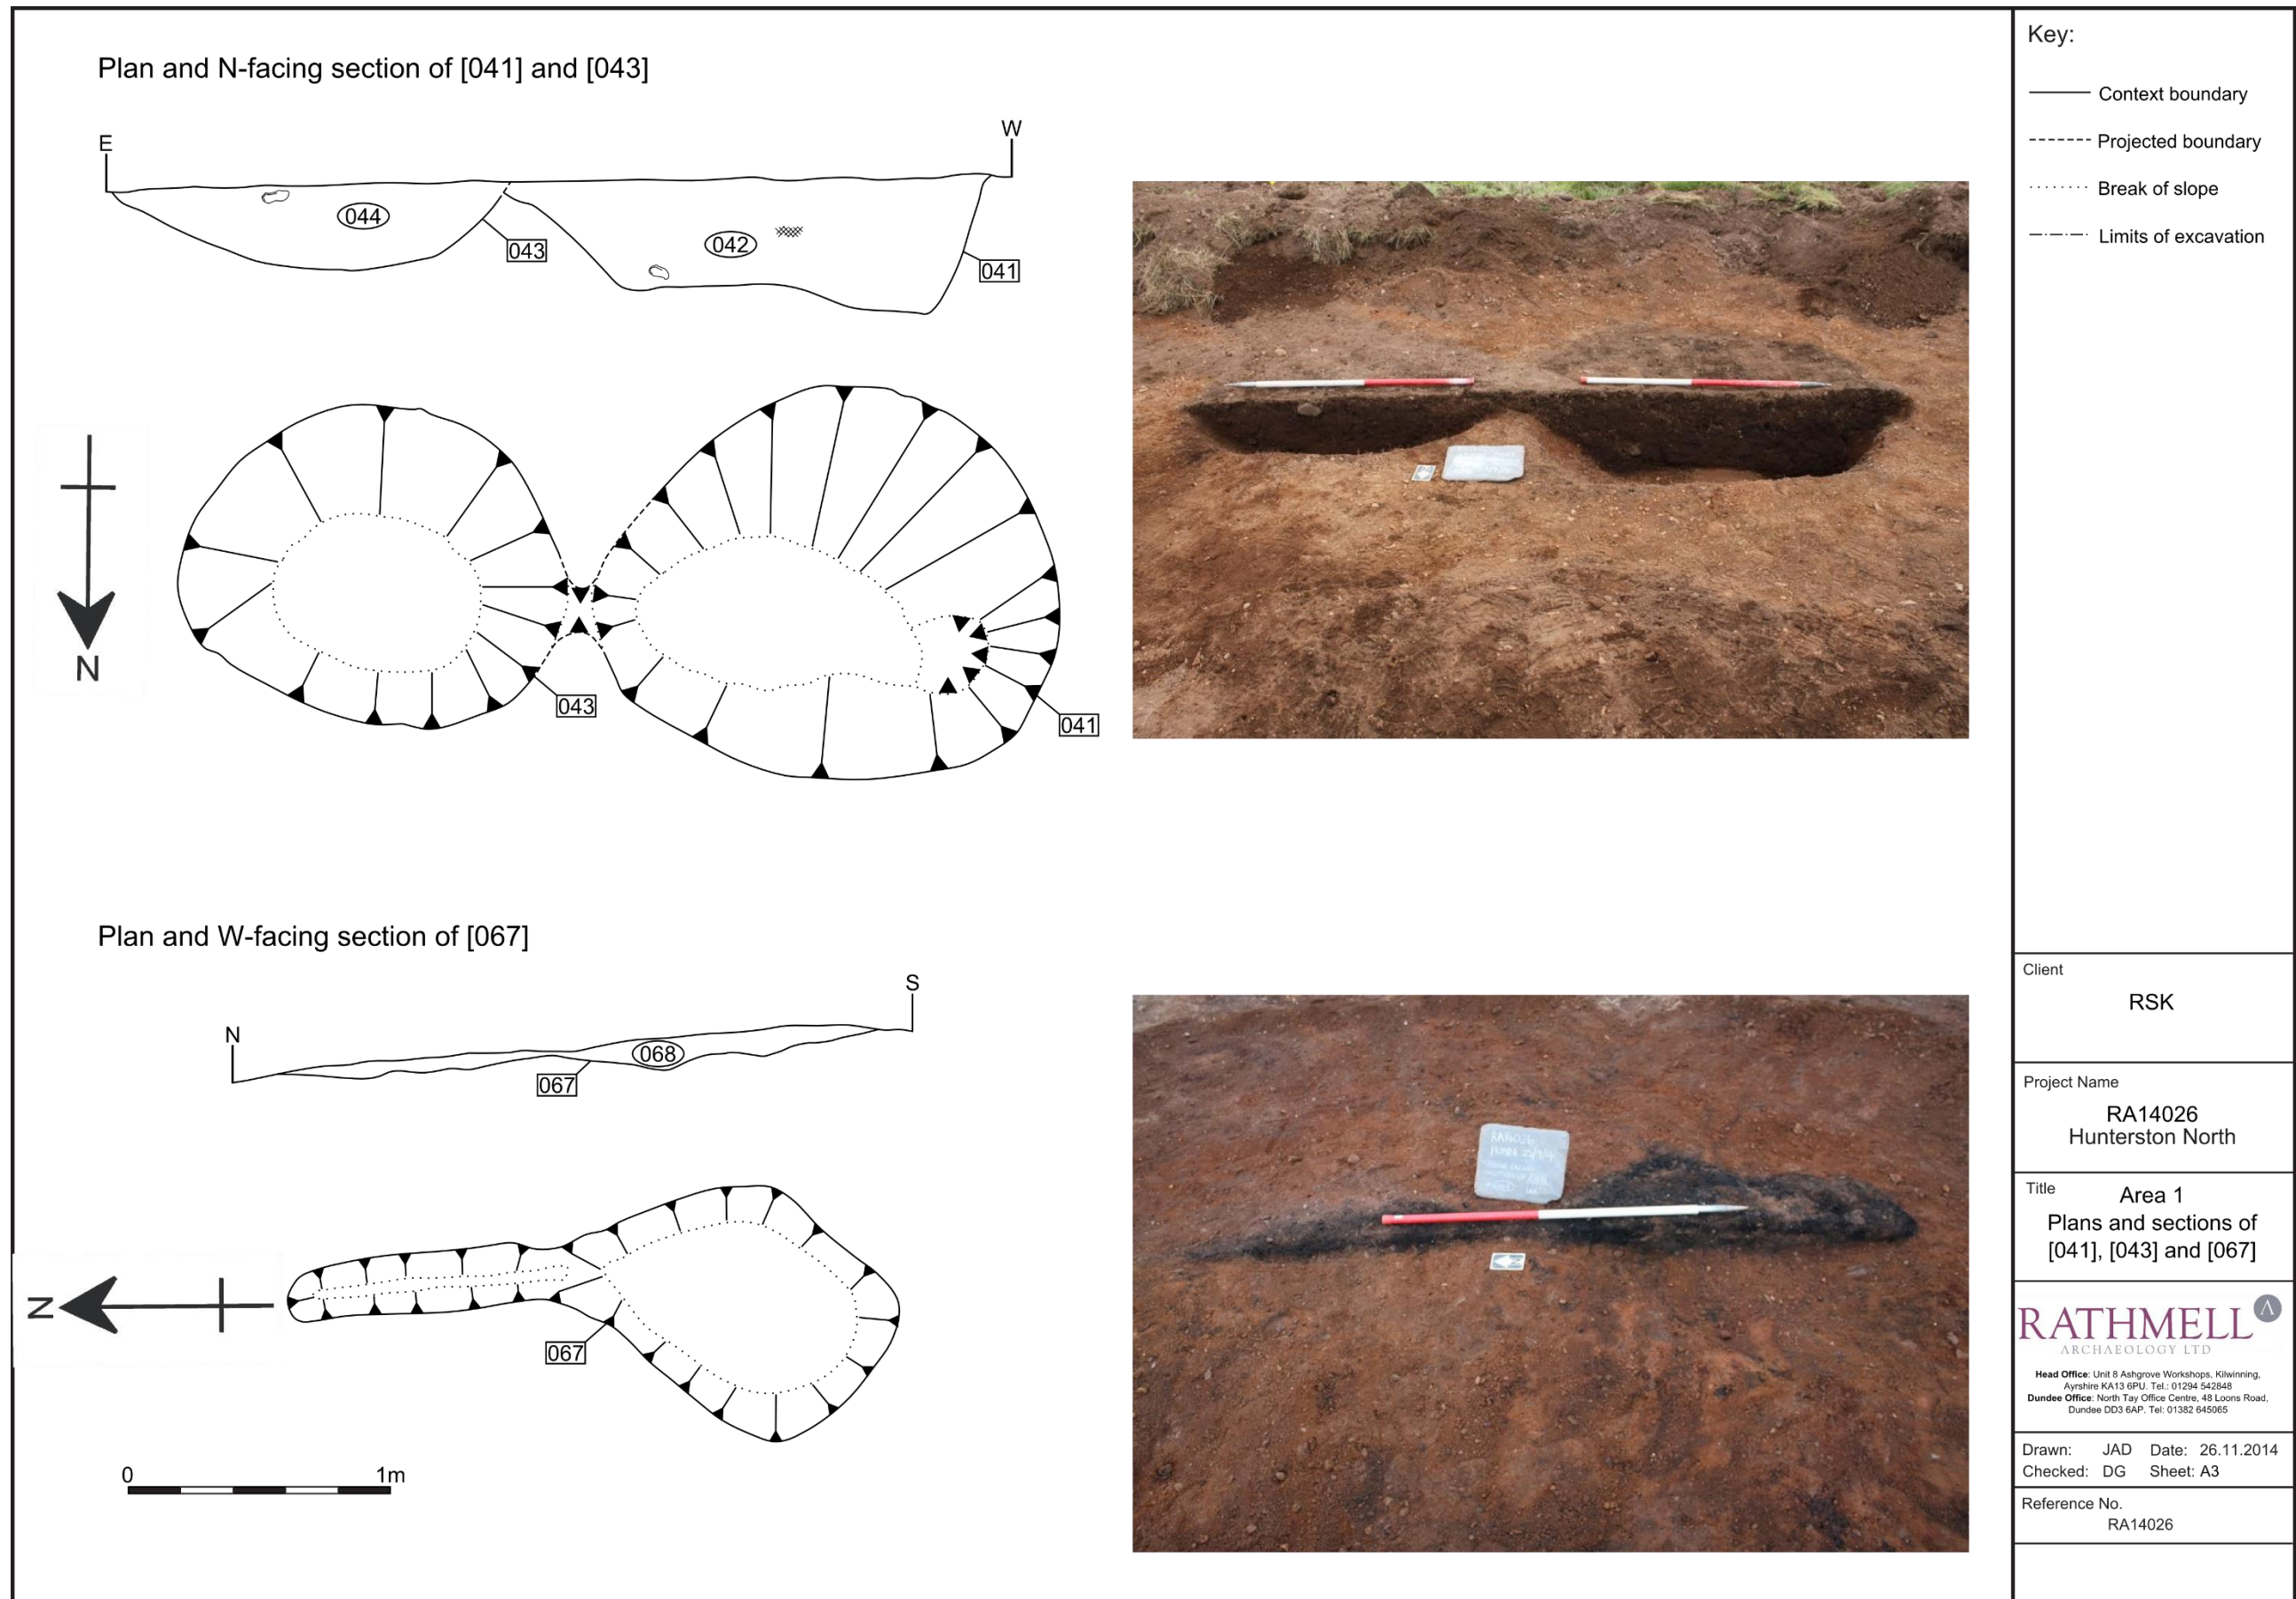 Plan and N-facing section of [041] and [043]
E
W
044
043
042
041
N
043
041
Plan and W-facing section of [067]
N
S
068
067
N
067
0 1m
RA14026
Key:
Context boundary
Projected boundary
Break of slope
Limits of excavation
Client
RSK
Project Name
RA14026
Hunterston North
Title
Area 1
Plans and sections of
[041], [043] and [067]
RATHMELL
ARCHAEOLOGY LTD
Head Office: Unit 8 Ashgrove Workshops, Kilwinning,
Ayrshire KA13 6PU. Tel.: 01294 542848
Dundee Office: North Tay Office Centre, 48 Loons Road,
Dundee DD3 6AP. Tel: 01382 645065
Drawn: JAD Date: 26.11.2014
Checked: DG Sheet: A3
Reference No.
RA14026